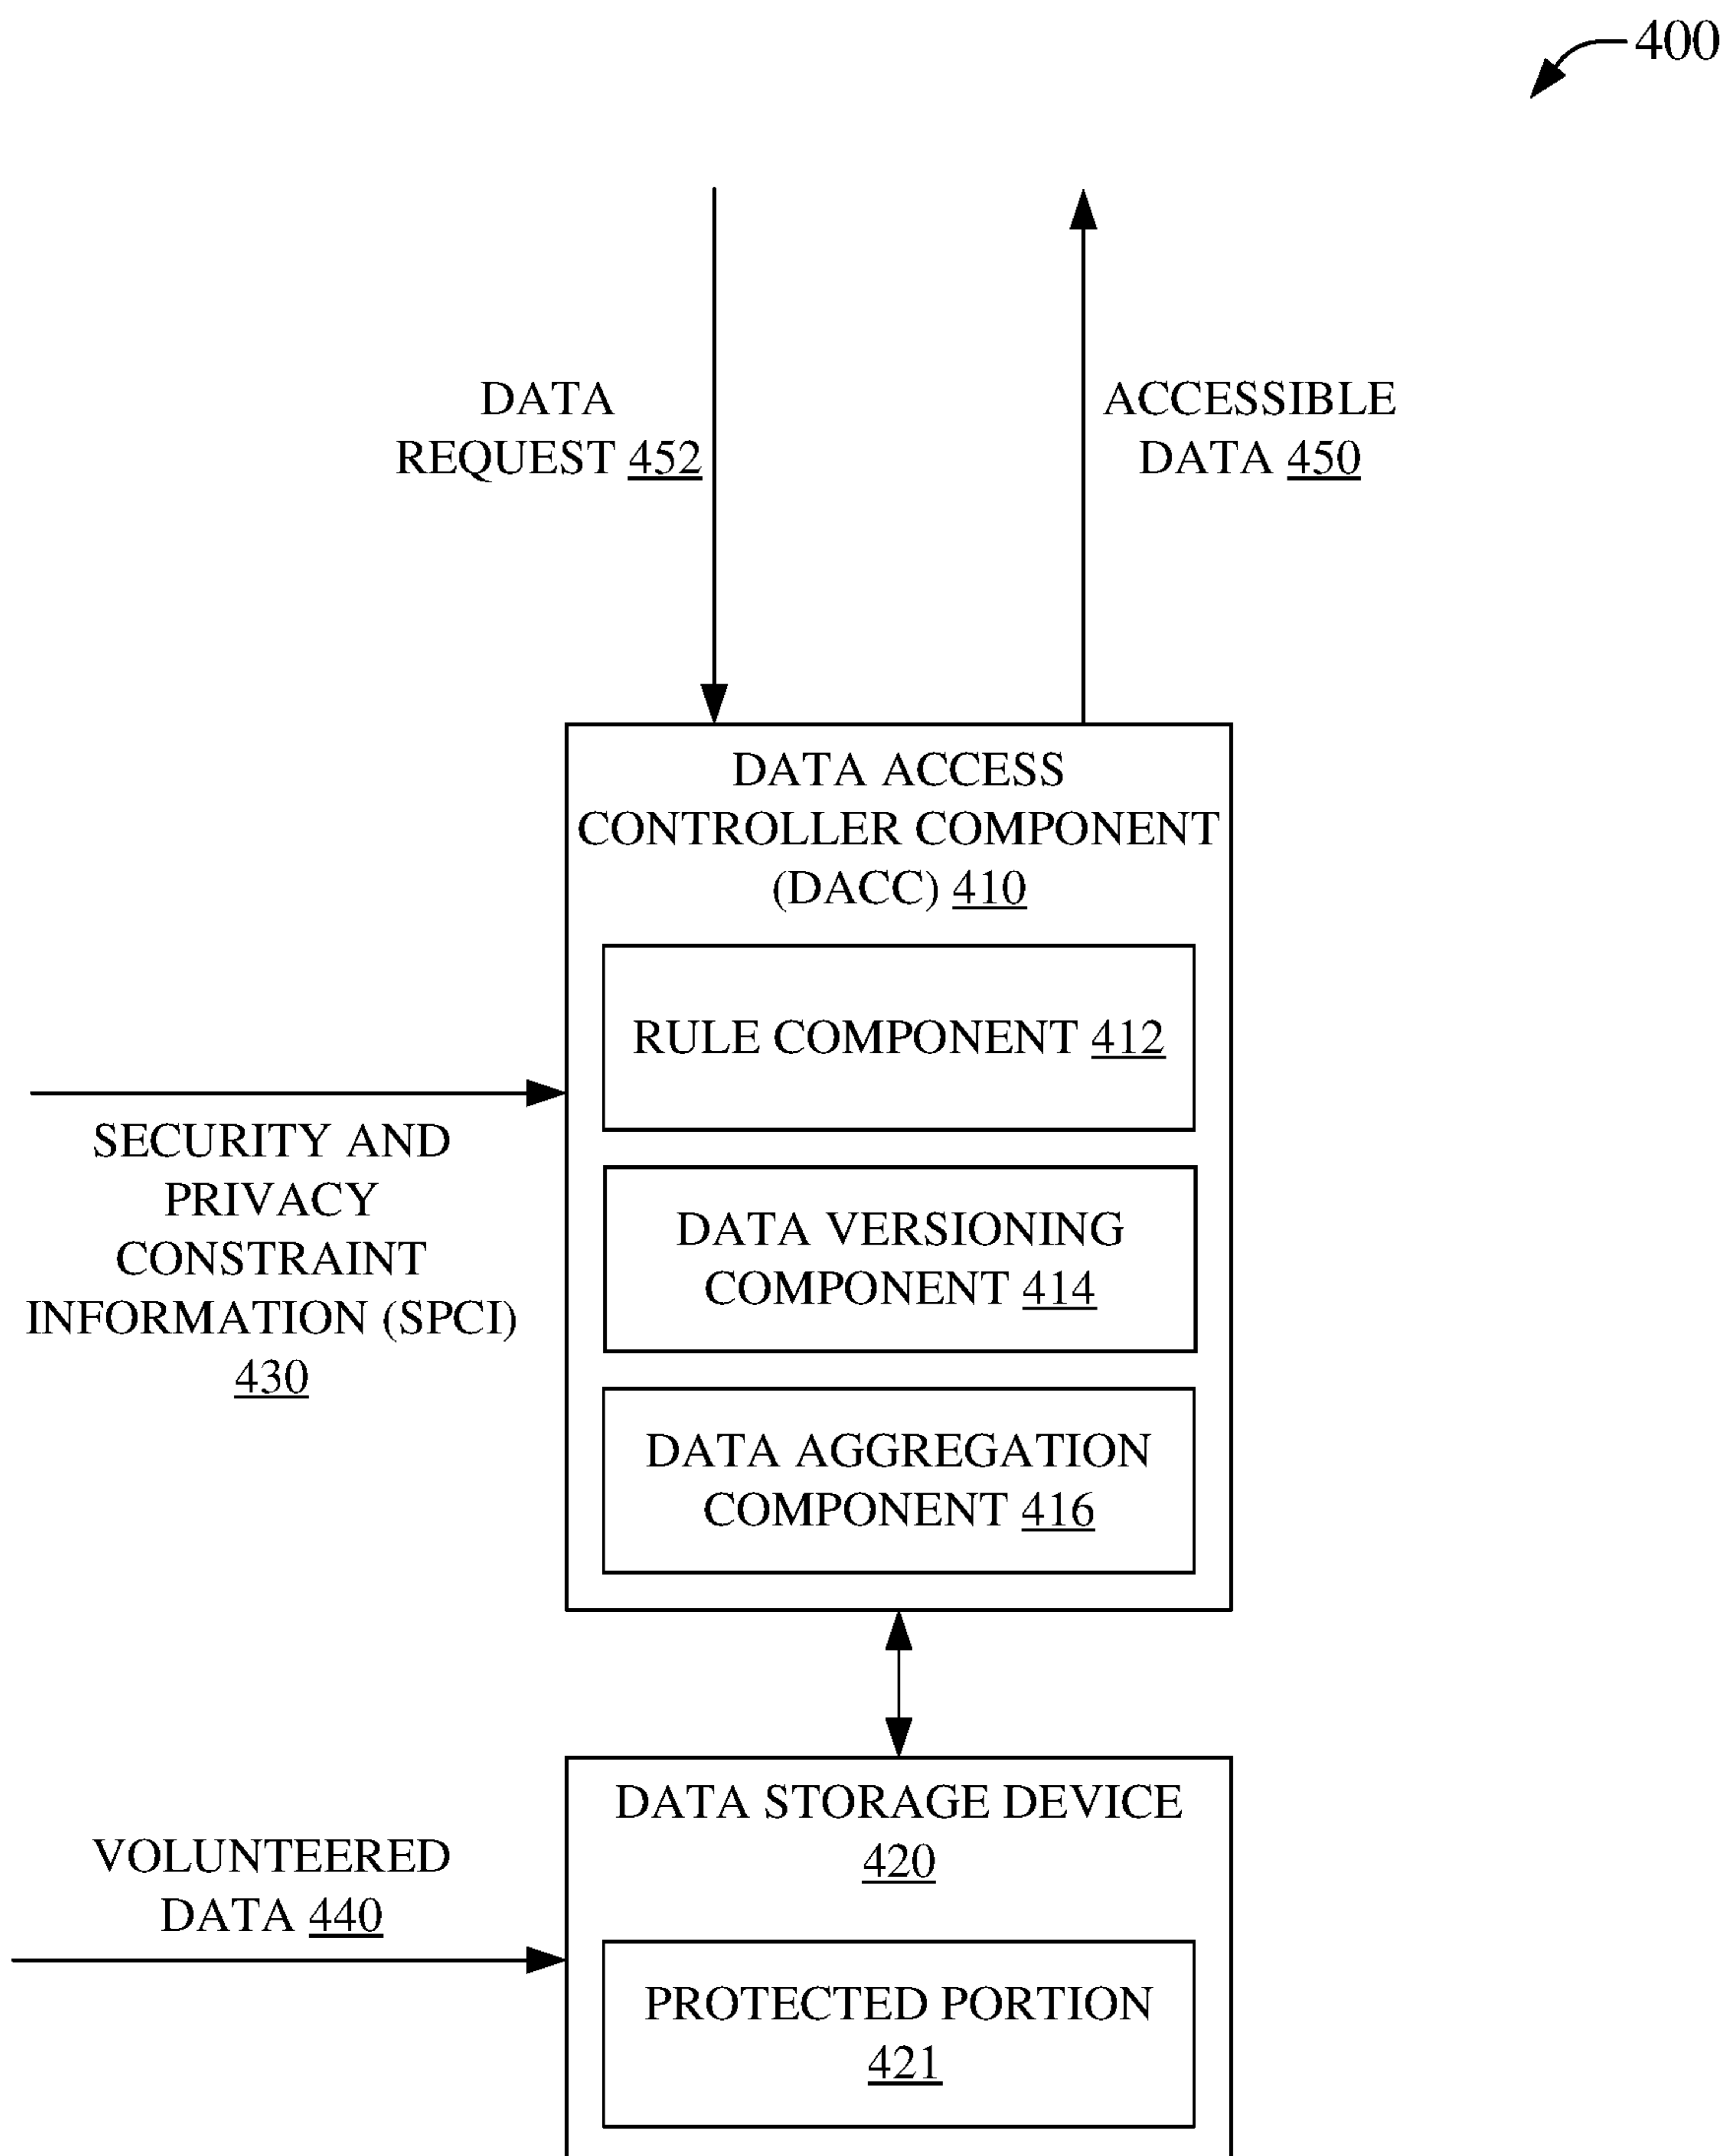 400
DATA
REQUEST 452
ACCESSIBLE
DATA 450
DATA ACCESS
CONTROLLER COMPONENT
(DACC) 410
RULE COMPONENT 412
SECURITY AND
PRIVACY
CONSTRAINT
INFORMATION (SPCI)
430
DATA VERSIONING
COMPONENT 414
DATA AGGREGATION
COMPONENT 416
DATA STORAGE DEVICE
420
VOLUNTEERED
DATA 440
PROTECTED PORTION
421